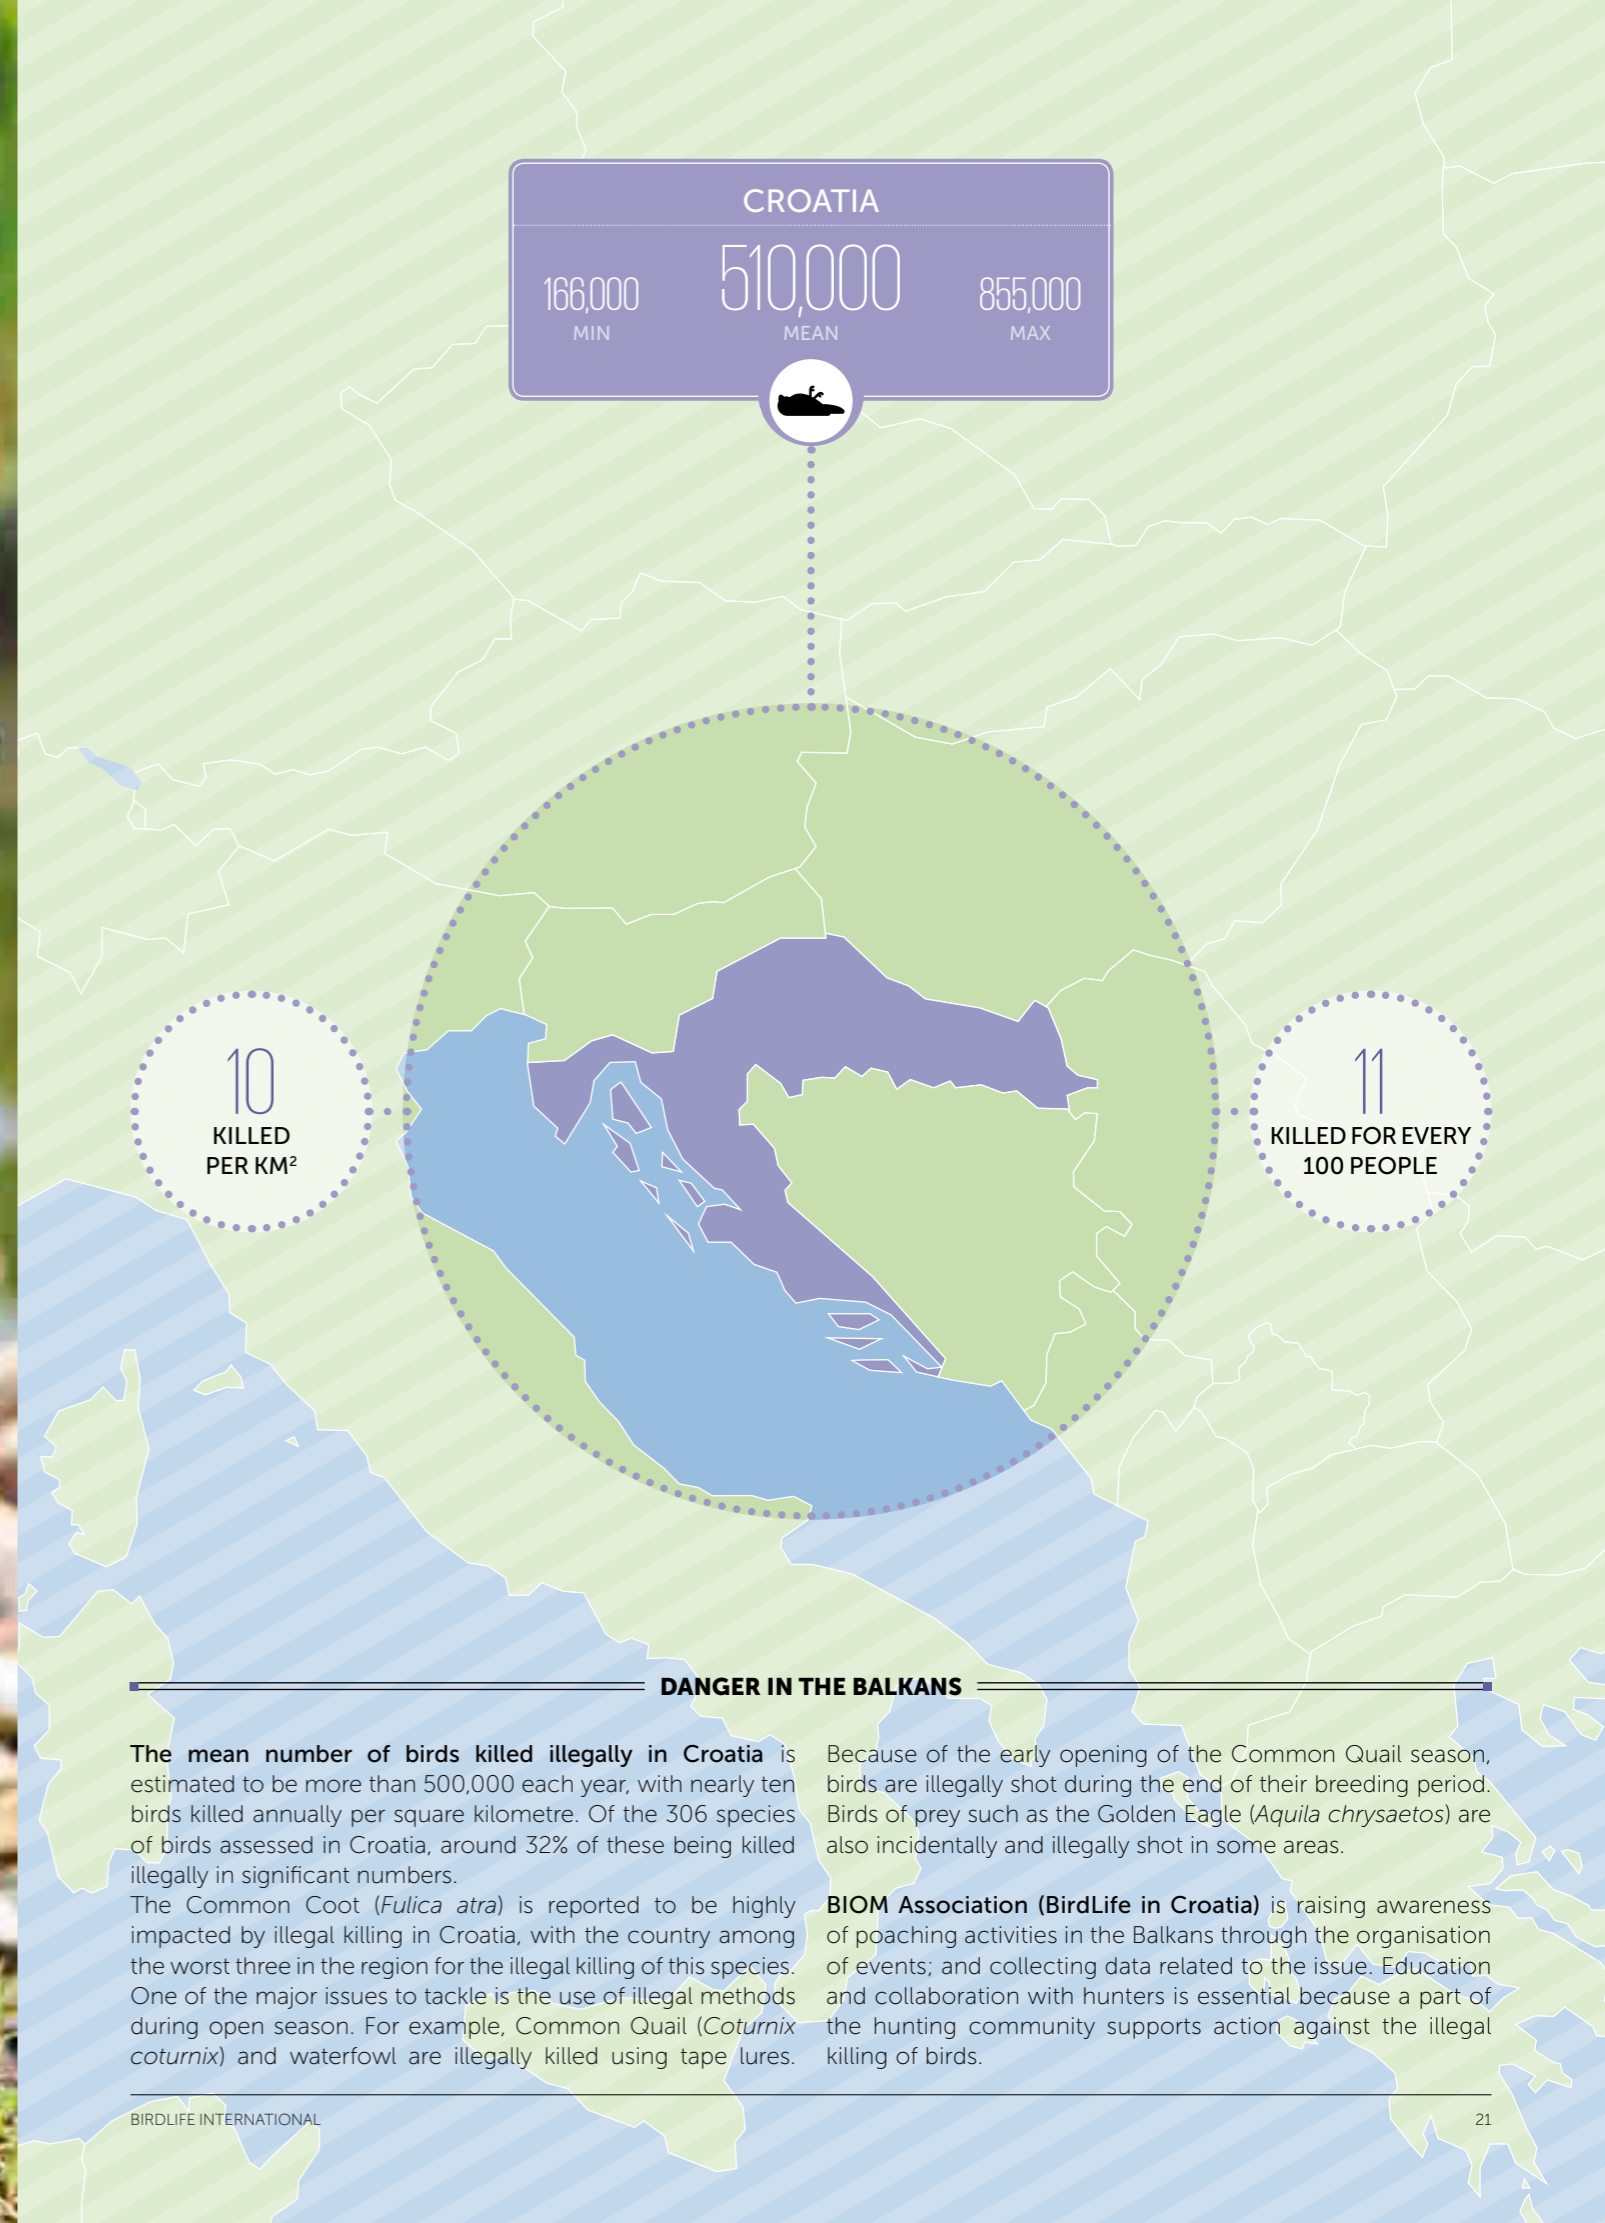 CROATIA
166,000
510,000
855,000
MIN
MEAN
MAX
10
KILLED
PER KM²
11
KILLED FOR EVERY
100 PEOPLE
DANGER IN THE BALKANS
The mean number of birds killed illegally in Croatia is
estimated to be more than 500,000 each year, with nearly ten
birds killed annually per square kilometre. Of the 306 species
of birds assessed in Croatia, around 32% of these being killed
illegally in significant numbers.
The Common Coot (Fulica atra) is reported to be highly
impacted by illegal killing in Croatia, with the country among
the worst three in the region for the illegal killing of this species.
One of the major issues to tackle is the use of illegal methods
during open season. For example, Common Quail (Coturnix
coturnix) and waterfowl are illegally killed using tape lures.
Because of the early opening of the Common Quail season,
birds are illegally shot during the end of their breeding period.
Birds of prey such as the Golden Eagle (Aquila chrysaetos) are
also incidentally and illegally shot in some areas.
BIOM Association (BirdLife in Croatia) is raising awareness
of poaching activities in the Balkans through the organisation
of events; and collecting data related to the issue. Education
and collaboration with hunters is essential because a part of
the hunting community supports action against the illegal
killing of birds.
BIRDLIFE INTERNATIONAL
21